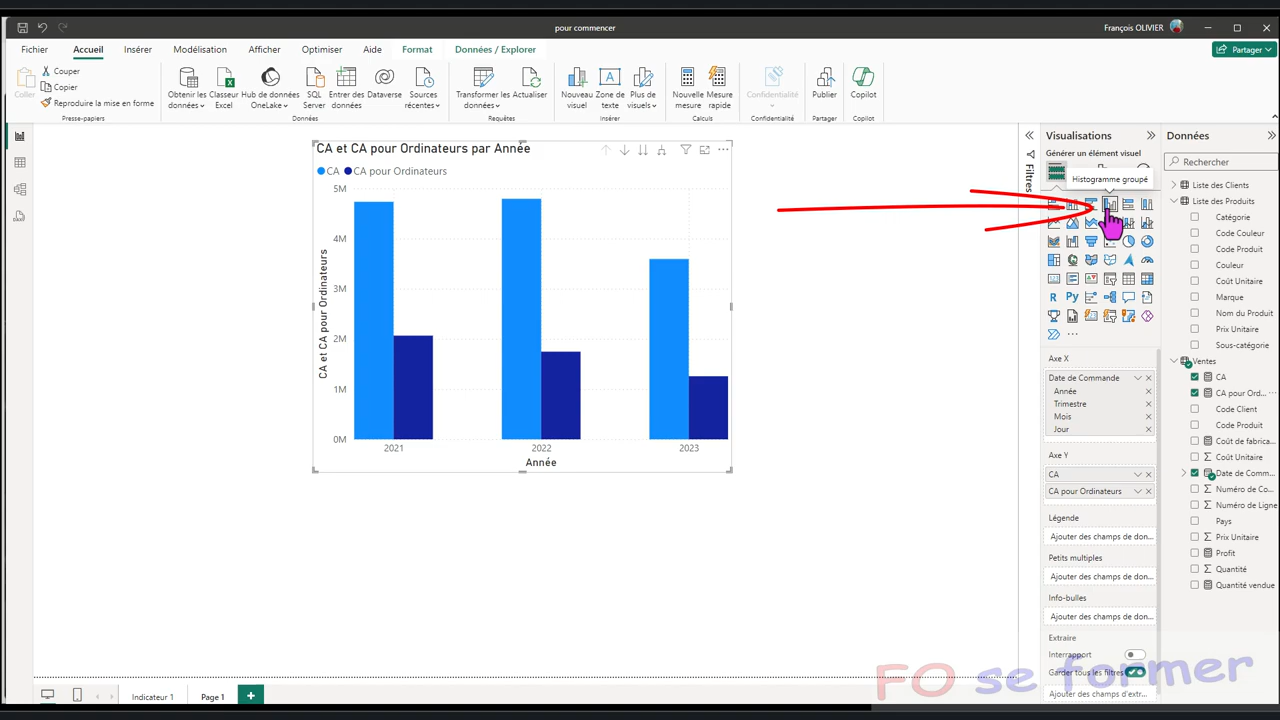 pour commencer
François OLIVIER
Fichier
Accueil
Insérer
Modélisation
Afficher
Optimiser
Aide
Format
Données / Explorer
Partager
Coller
Couper
Copier
Reproduire la mise en forme
Presse-papiers
Obtenir les données
Classeur Excel
Hub de données OneLake
SQL Server
Entrer des données
Dataverse
Sources récentes
Données
Transformer les données
Actualiser
Requêtes
Nouveau visuel
Zone de texte
Plus de visuels
Insérer
Nouvelle mesure
Mesure rapide
Calculs
Confidentialité
Confidentialité
Publier
Partager
Copilot
Copilot
CA et CA pour Ordinateurs par Année
CA
CA pour Ordinateurs
CA et CA pour Ordinateurs
5M
4M
3M
2M
1M
0M
2021
2022
2023
Année
Filtres
Visualisations
Générer un élément visuel
Histogramme groupé
R
Py
Axe X
Date de Commande
Année
Trimestre
Mois
Jour
Axe Y
CA
CA pour Ordinateurs
Légende
Ajouter des champs de don...
Petits multiples
Ajouter des champs de don...
Info-bulles
Ajouter des champs de don...
Extraire
Interrapport
Garder tous les filtres
Ajouter des champs d'extr...
Données
Rechercher
Liste des Clients
Liste des Produits
Catégorie
Code Couleur
Code Produit
Couleur
Coût Unitaire
Marque
Nom du Produit
Prix Unitaire
Sous-catégorie
Ventes
CA
CA pour Ord...
Code Client
Code Produit
Coût de fabrica...
Coût Unitaire
Date de Comm...
Numéro de Co...
Numéro de Ligne
Pays
Prix Unitaire
Profit
Quantité
Quantité vendue
Indicateur 1
Page 1
FO se former